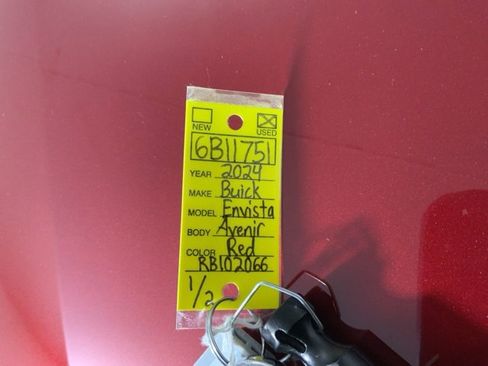 NEW USED
6B11751
YEAR 2024
MAKE Buick
MODEL Envista
BODY Avenir
COLOR Red
RB102066
1/2